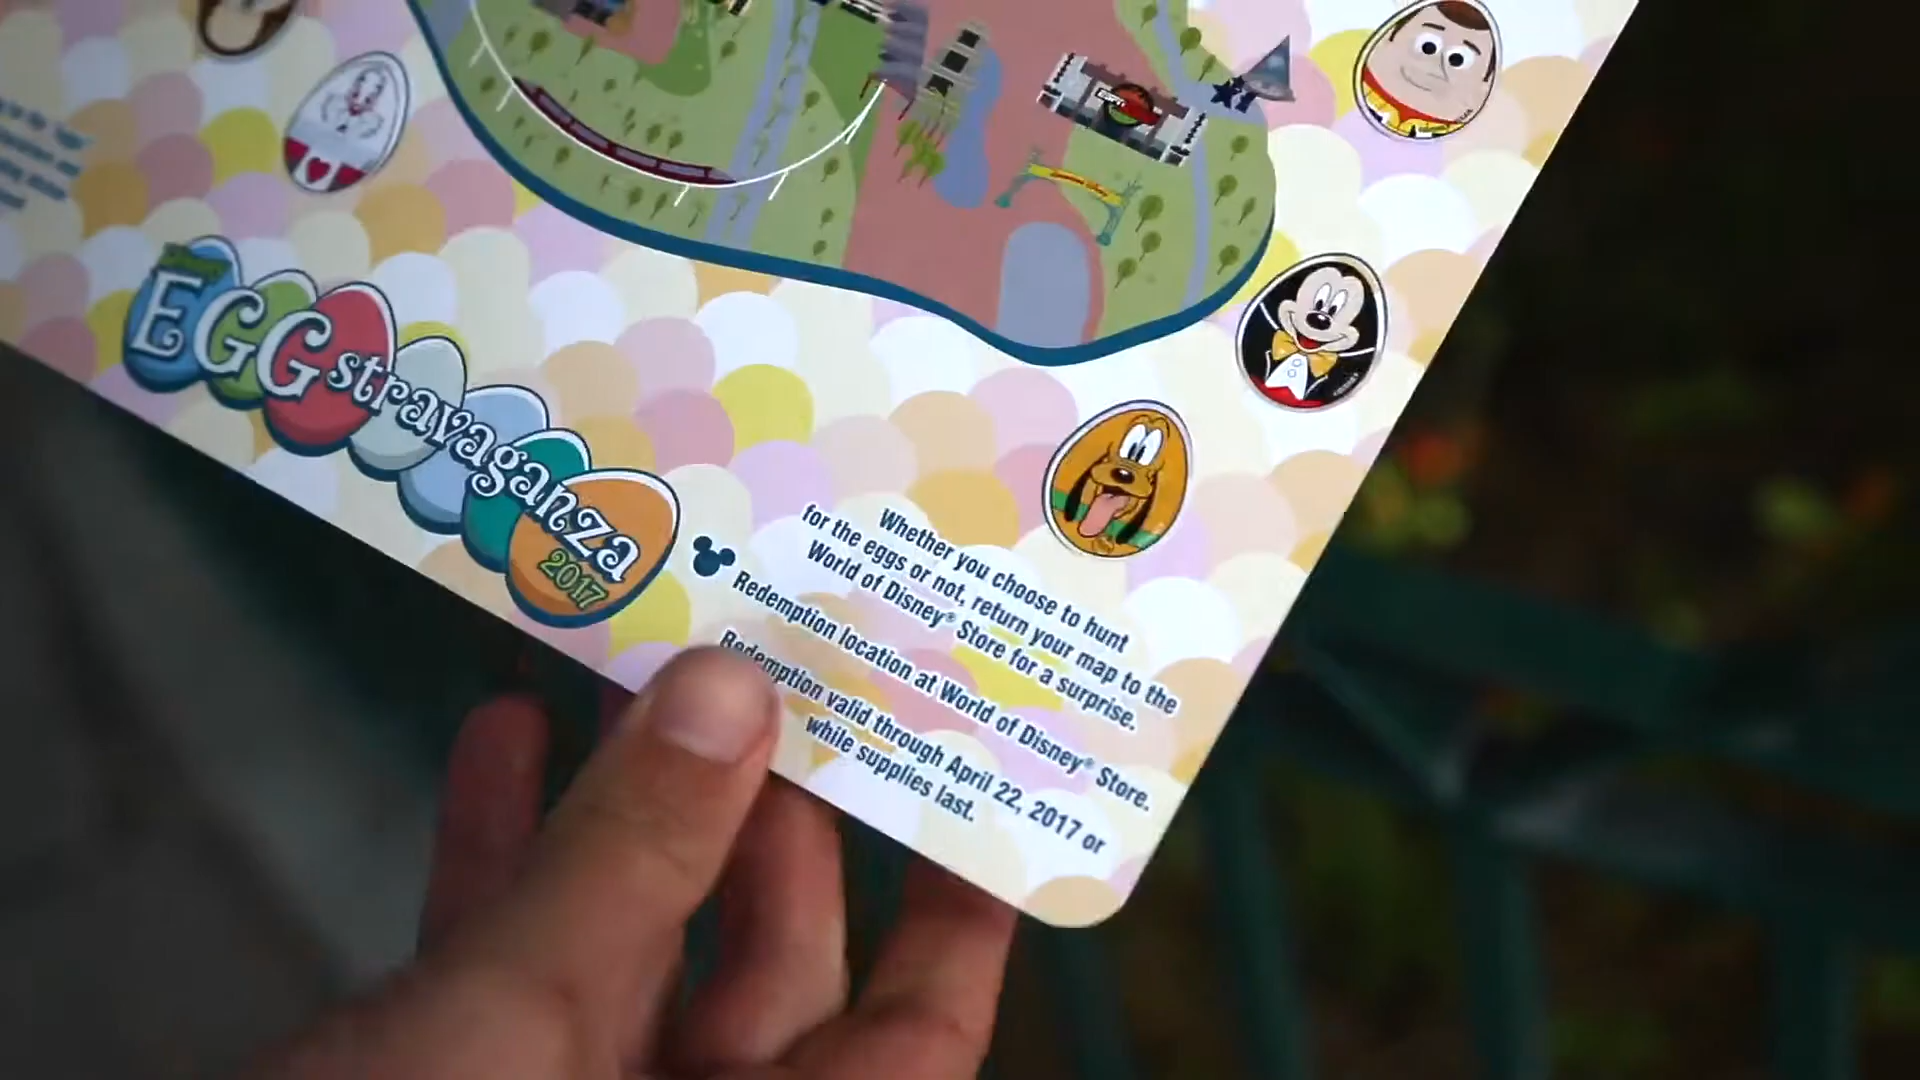 EGGstravaganza
2017
Whether you choose to hunt
for the eggs or not, return your map to the
World of Disney® Store for a surprise.
Redemption location at World of Disney® Store.
Redemption valid through April 22, 2017 or
while supplies last.